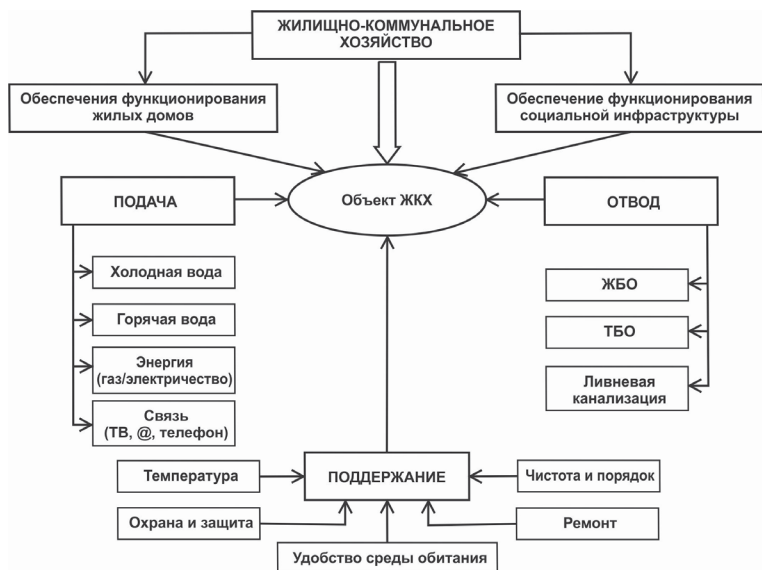 ЖИЛИЩНО-КОММУНАЛЬНОЕ
ХОЗЯЙСТВО
Обеспечения функционирования
жилых домов
Обеспечение функционирования
социальной инфраструктуры
ПОДАЧА
Объект ЖКХ
ОТВОД
Холодная вода
Горячая вода
Энергия
(газ/электричество)
Связь
(ТВ, @, телефон)
ЖБО
ТБО
Ливневая
канализация
Температура
ПОДДЕРЖАНИЕ
Чистота и порядок
Охрана и защита
Ремонт
Удобство среды обитания